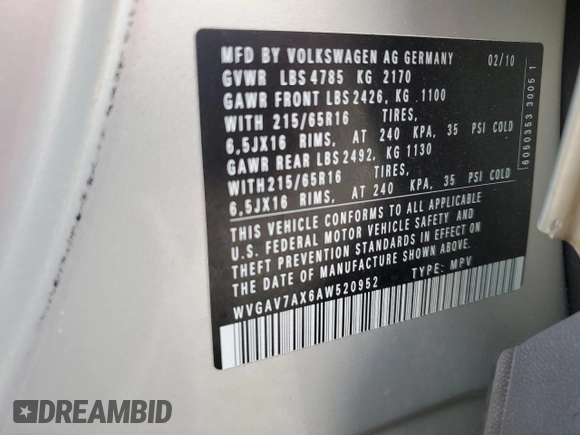 MFD BY VOLKSWAGEN AG GERMANY 02/10
GVWR LBS 4785 KG 2170
GAWR FRONT LBS 2426, KG 1100
WITH 215/65R16 TIRES,
6,5JX16 RIMS, AT 240 KPA, 35 PSI COLD
GAWR REAR LBS 2492, KG 1130
WITH215/65R16 TIRES,
6,5JX16 RIMS, AT 240 KPA, 35 PSI COLD
THIS VEHICLE CONFORMS TO ALL APPLICABLE
U.S. FEDERAL MOTOR VEHICLE SAFETY AND
THEFT PREVENTION STANDARDS IN EFFECT ON
THE DATE OF MANUFACTURE SHOWN ABOVE.
WVGAV7AX6AW520952 TYPE: MPV
6050353 3005 1
DREAMBID